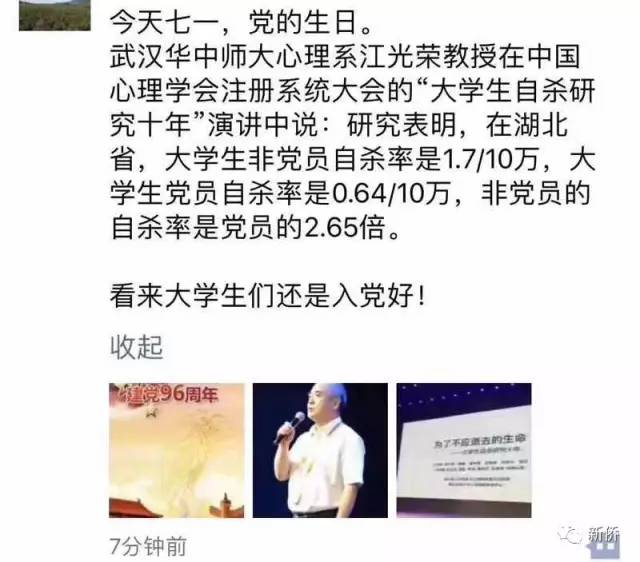 今天七一，党的生日。
武汉华中师大心理系江光荣教授在中国
心理学会注册系统大会的“大学生自杀研
究十年”演讲中说：研究表明，在湖北
省，大学生非党员自杀率是1.7/10万，大
学生党员自杀率是0.64/10万，非党员的
自杀率是党员的2.65倍。
看来大学生们还是入党好！
收起
建党96周年
为了不应逝去的生命
7分钟前
新侨